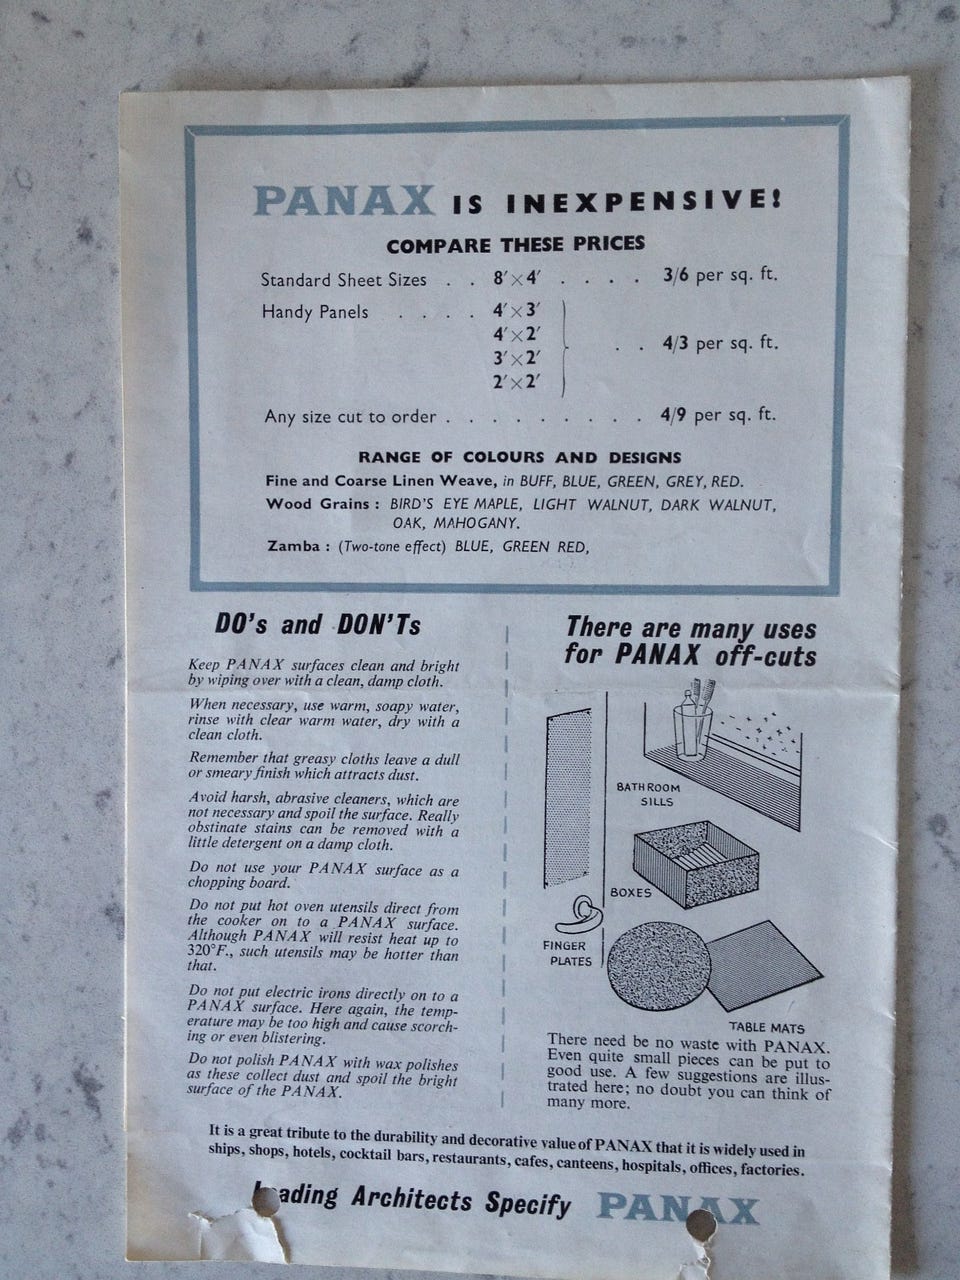 PANAX IS INEXPENSIVE!
COMPARE THESE PRICES
Standard Sheet Sizes . . 8′×4′ . . . . 3/6 per sq. ft.
Handy Panels . . . . 4′×3′
4′×2′
3′×2′
2′×2′
. . 4/3 per sq. ft.
Any size cut to order . . . . . . . . . 4/9 per sq. ft.
RANGE OF COLOURS AND DESIGNS
Fine and Coarse Linen Weave, in BUFF, BLUE, GREEN, GREY, RED.
Wood Grains : BIRD'S EYE MAPLE, LIGHT WALNUT, DARK WALNUT,
OAK, MAHOGANY.
Zamba : (Two-tone effect) BLUE, GREEN RED,
DO's and DON'Ts
Keep PANAX surfaces clean and bright
by wiping over with a clean, damp cloth.
When necessary, use warm, soapy water,
rinse with clear warm water, dry with a
clean cloth.
Remember that greasy cloths leave a dull
or smeary finish which attracts dust.
Avoid harsh, abrasive cleaners, which are
not necessary and spoil the surface. Really
obstinate stains can be removed with a
little detergent on a damp cloth.
Do not use your PANAX surface as a
chopping board.
Do not put hot oven utensils direct from
the cooker on to a PANAX surface.
Although PANAX will resist heat up to
320°F., such utensils may be hotter than
that.
Do not put electric irons directly on to a
PANAX surface. Here again, the temp-
erature may be too high and cause scorch-
ing or even blistering.
Do not polish PANAX with wax polishes
as these collect dust and spoil the bright
surface of the PANAX.
There are many uses
for PANAX off-cuts
BATHROOM
SILLS
BOXES
FINGER
PLATES
TABLE MATS
There need be no waste with PANAX.
Even quite small pieces can be put to
good use. A few suggestions are illus-
trated here; no doubt you can think of
many more.
It is a great tribute to the durability and decorative value of PANAX that it is widely used in
ships, shops, hotels, cocktail bars, restaurants, cafes, canteens, hospitals, offices, factories.
Leading Architects Specify PANAX